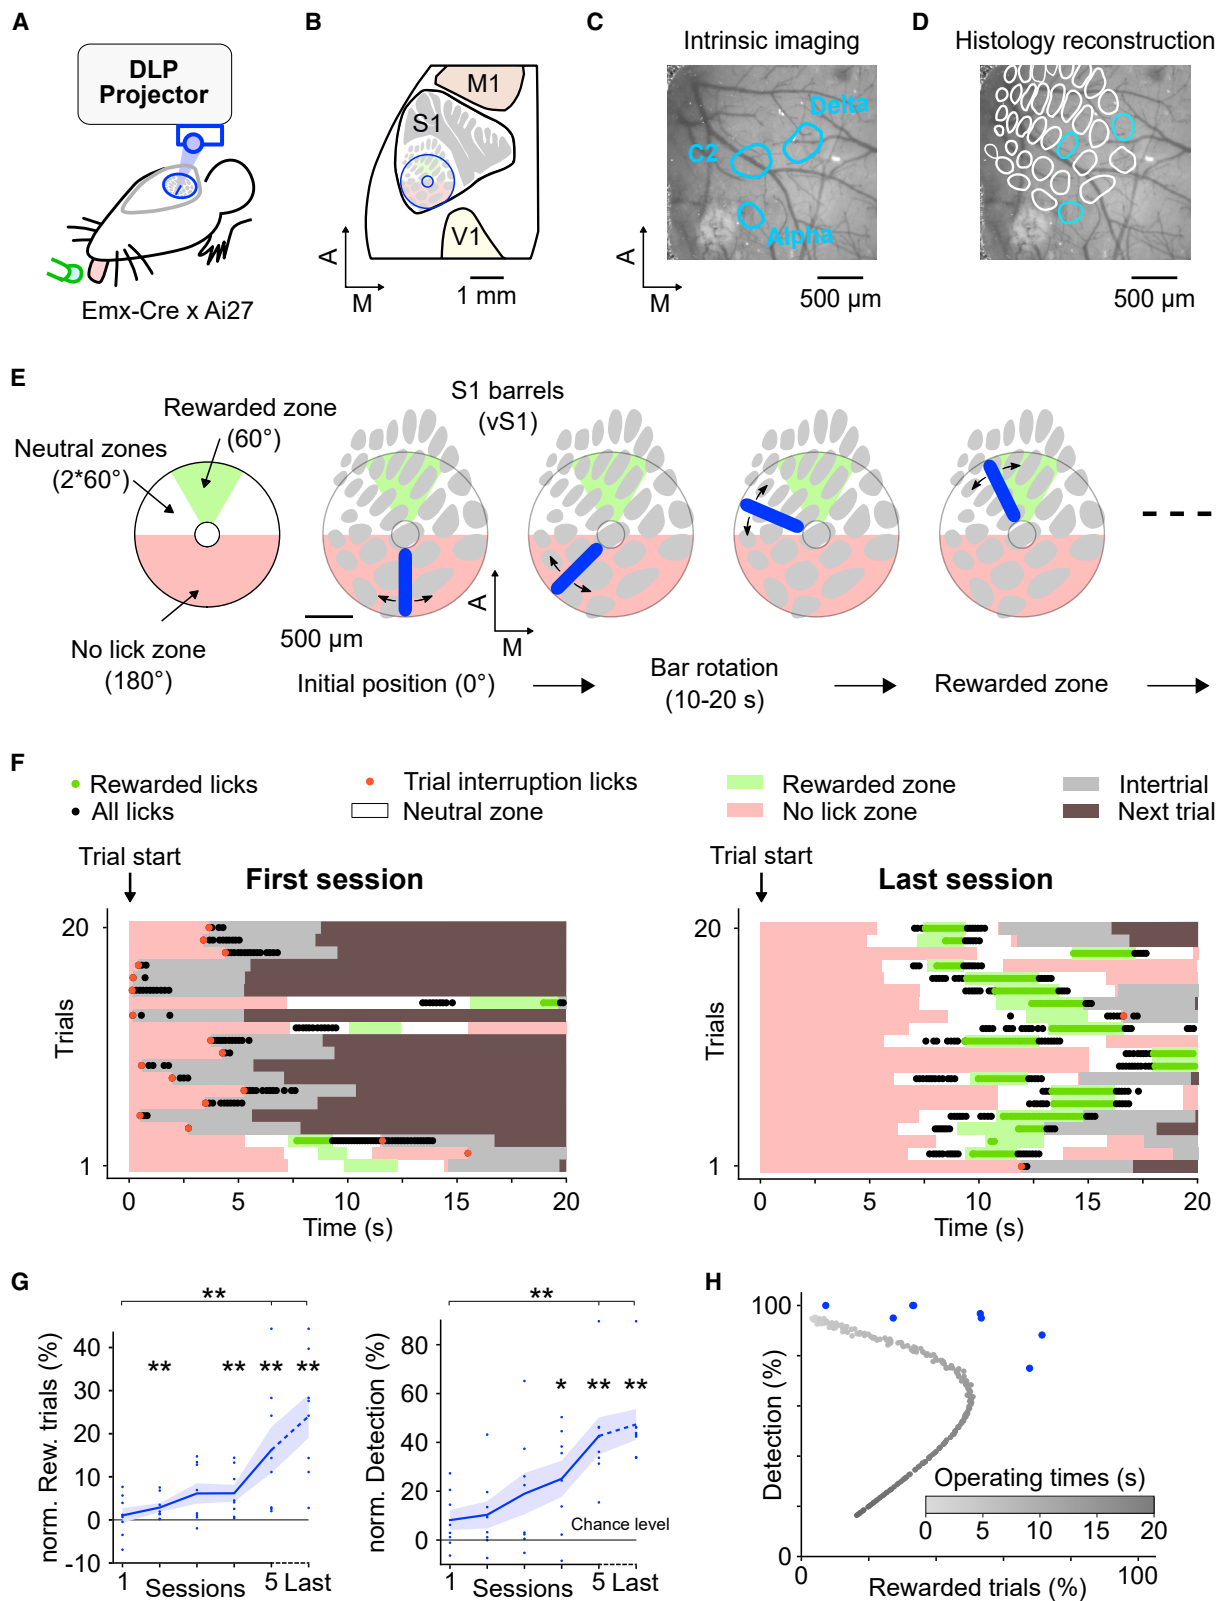 A
DLP
Projector
Emx-Cre x Ai27
B
M1
S1
V1
A
M
1 mm
C
Intrinsic imaging
Delta
C2
Alpha
A
M
500 µm
D
Histology reconstruction
500 µm
E
Rewarded zone
(60°)
Neutral zones
(2*60°)
No lick zone
(180°)
S1 barrels
(vS1)
500 µm
A
M
Initial position (0°)
Bar rotation
(10-20 s)
Rewarded zone
F
Rewarded licks
All licks
Trial interruption licks
Neutral zone
Rewarded zone
No lick zone
Intertrial
Next trial
Trial start
First session
20
Trials
1
0 5 10 15 20
Time (s)
Trial start
Last session
20
Trials
1
0 5 10 15 20
Time (s)
G
**
norm. Rew. trials (%)
40
30
20
10
0
-10
** ** ** **
1 5 Last
Sessions
**
norm. Detection (%)
80
60
40
20
0
* ** **
Chance level
1 5 Last
Sessions
H
100
Detection (%)
0
Operating times (s)
0 5 10 15 20
0 100
Rewarded trials (%)